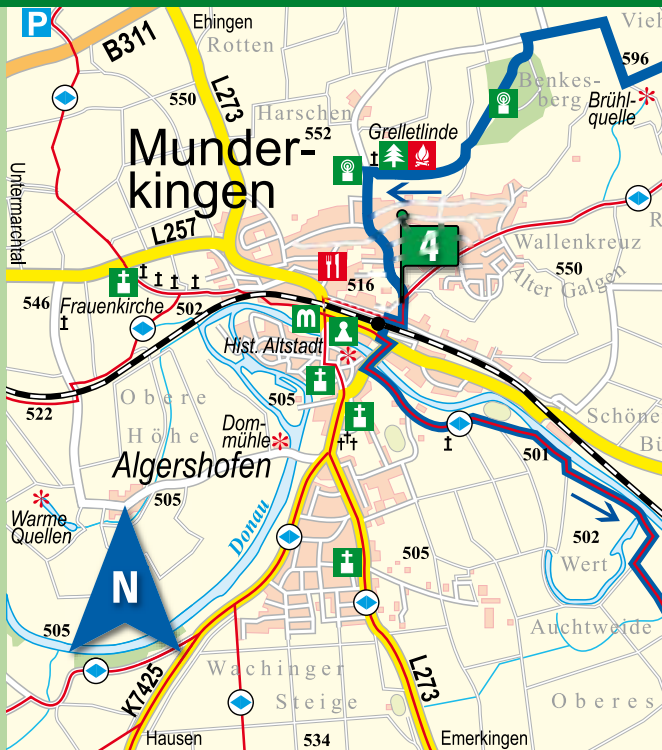 P
Ehingen
Vieh
B311
Rotten
596
L273
550
Benkes-
berg
Brühl-
quelle
Harschen
552
Grelletlinde
Munder-
kingen
Untermarchtal
L257
4
R
Wallenkreuz
550
Alter Galgen
516
546
Frauenkirche
502
m
Hist. Altstadt
522
Obere
505
Höhe
Dom-
mühle
Schöne
Bü
501
Algershofen
505
Warme
Quellen
Donau
502
Wert
505
N
505
Auchtweide
Wachinger
Steige
L273
K7425
Oberes
Hausen
534
Emerkingen